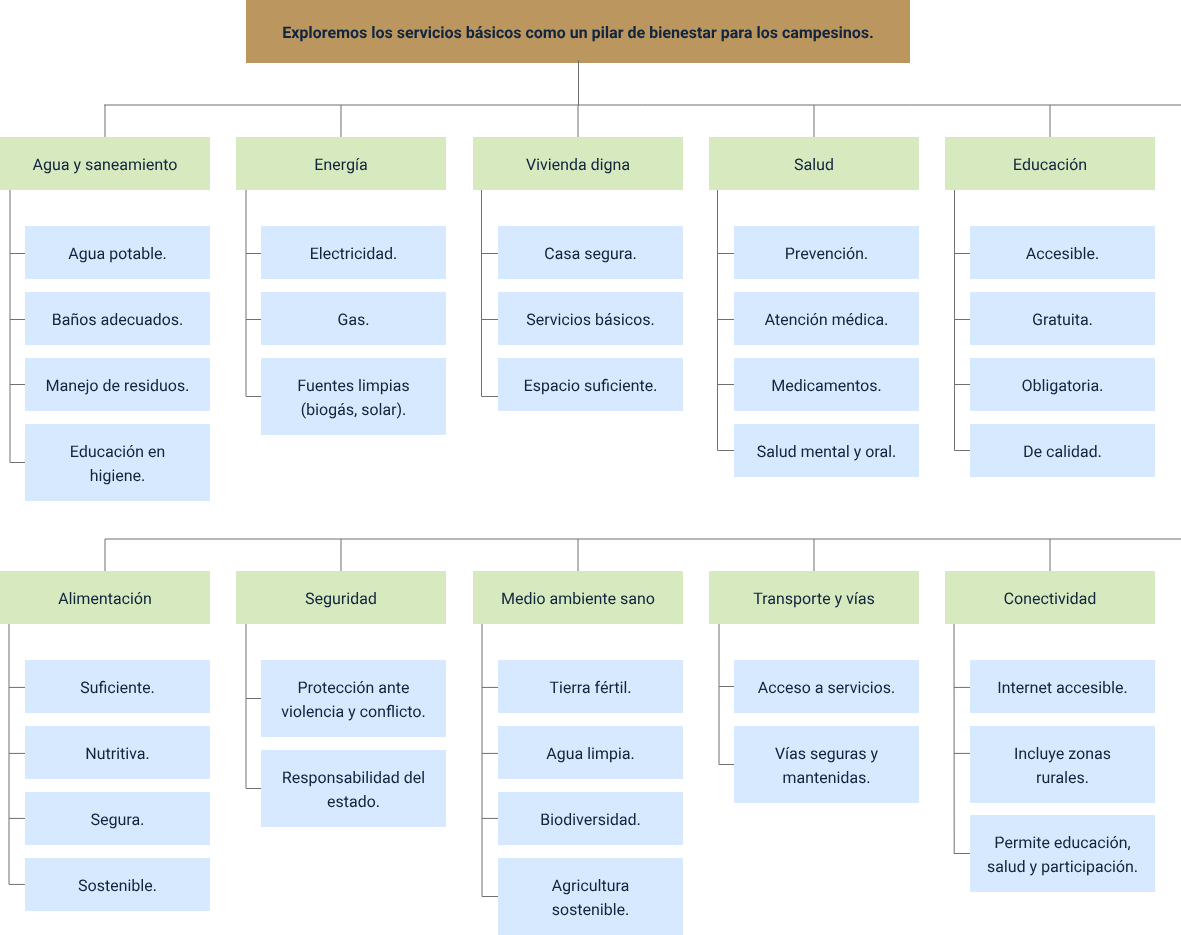 Exploremos los servicios básicos como un pilar de bienestar para los campesinos.
Agua y saneamiento
Agua potable.
Baños adecuados.
Manejo de residuos.
Educación en
higiene.
Energía
Electricidad.
Gas.
Fuentes limpias
(biogás, solar).
Vivienda digna
Casa segura.
Servicios básicos.
Espacio suficiente.
Salud
Prevención.
Atención médica.
Medicamentos.
Salud mental y oral.
Educación
Accesible.
Gratuita.
Obligatoria.
De calidad.
Alimentación
Suficiente.
Nutritiva.
Segura.
Sostenible.
Seguridad
Protección ante
violencia y conflicto.
Responsabilidad del
estado.
Medio ambiente sano
Tierra fértil.
Agua limpia.
Biodiversidad.
Agricultura
sostenible.
Transporte y vías
Acceso a servicios.
Vías seguras y
mantenidas.
Conectividad
Internet accesible.
Incluye zonas
rurales.
Permite educación,
salud y participación.